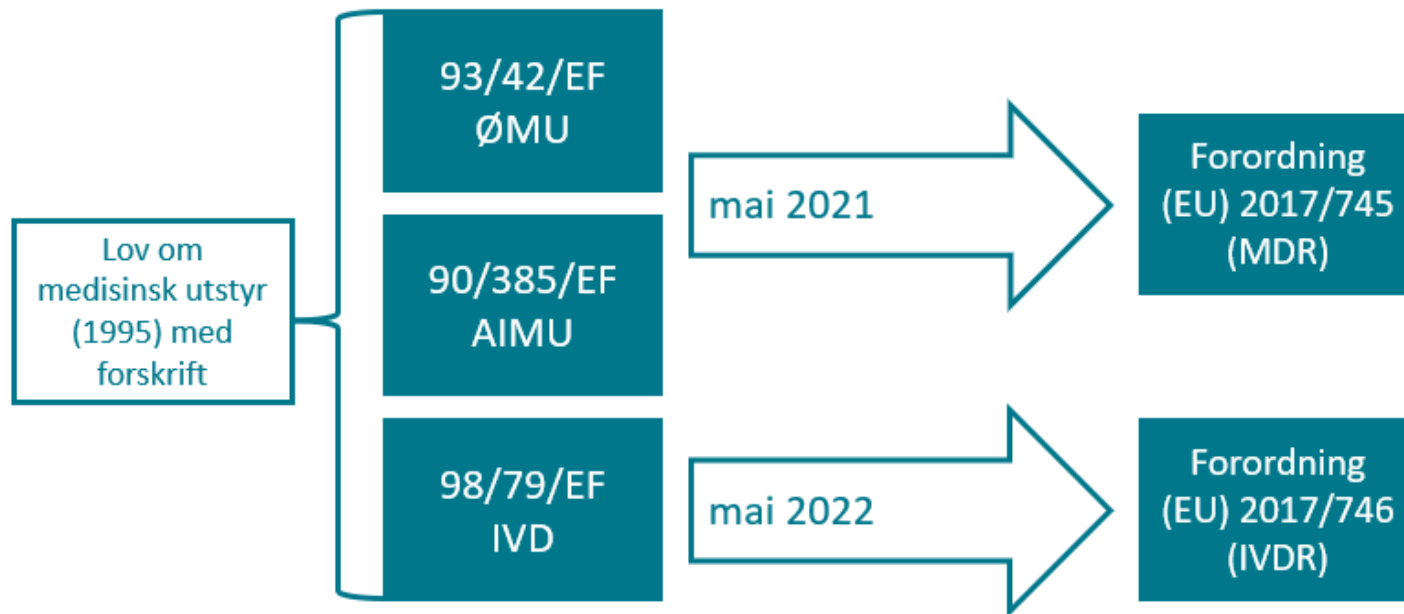 Lov om
medisinsk utstyr
(1995) med
forskrift
93/42/EF
ØMU
90/385/EF
AIMU
98/79/EF
IVD
mai 2021
mai 2022
Forordning
(EU) 2017/745
(MDR)
Forordning
(EU) 2017/746
(IVDR)